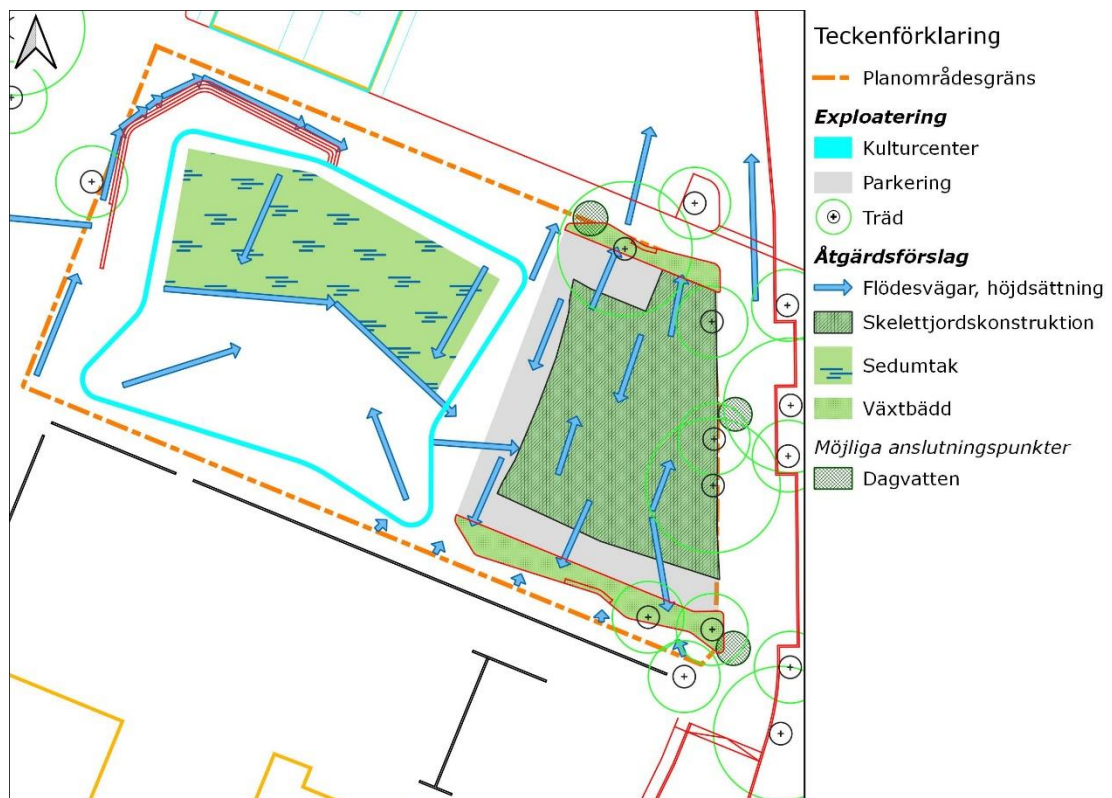 Teckenförklaring
Planområdesgräns
Exploatering
Kulturcenter
Parkering
Träd
Åtgärdsförslag
Flödesvägar, höjdsättning
Skelettjordskonstruktion
Sedumtak
Växtbädd
Möjliga anslutningspunkter
Dagvatten